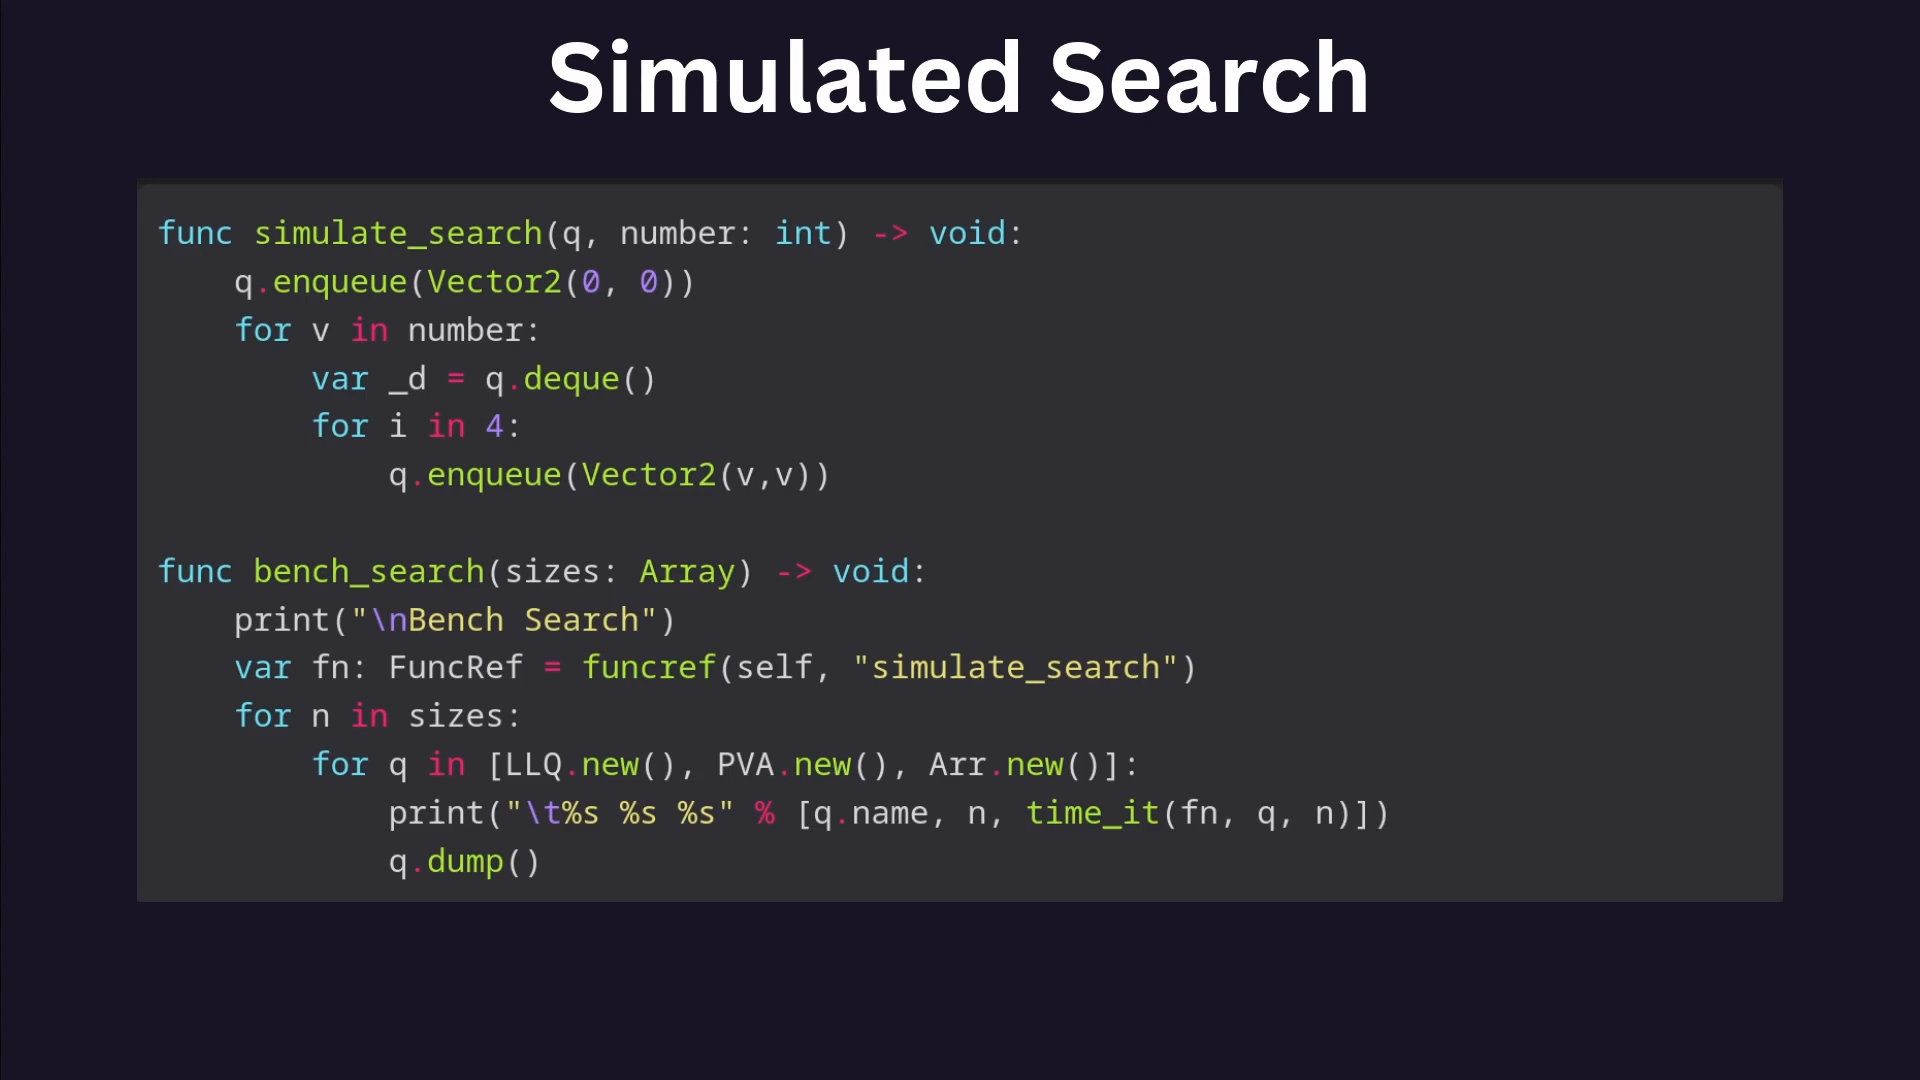 Simulated Search
func simulate_search(q, number: int) -> void:
    q.enqueue(Vector2(0, 0))
    for v in number:
        var _d = q.deque()
        for i in 4:
            q.enqueue(Vector2(v,v))
func bench_search(sizes: Array) -> void:
    print("\nBench Search")
    var fn: FuncRef = funcref(self, "simulate_search")
    for n in sizes:
        for q in [LLQ.new(), PVA.new(), Arr.new()]:
            print("\t%s %s %s" % [q.name, n, time_it(fn, q, n)])
            q.dump()